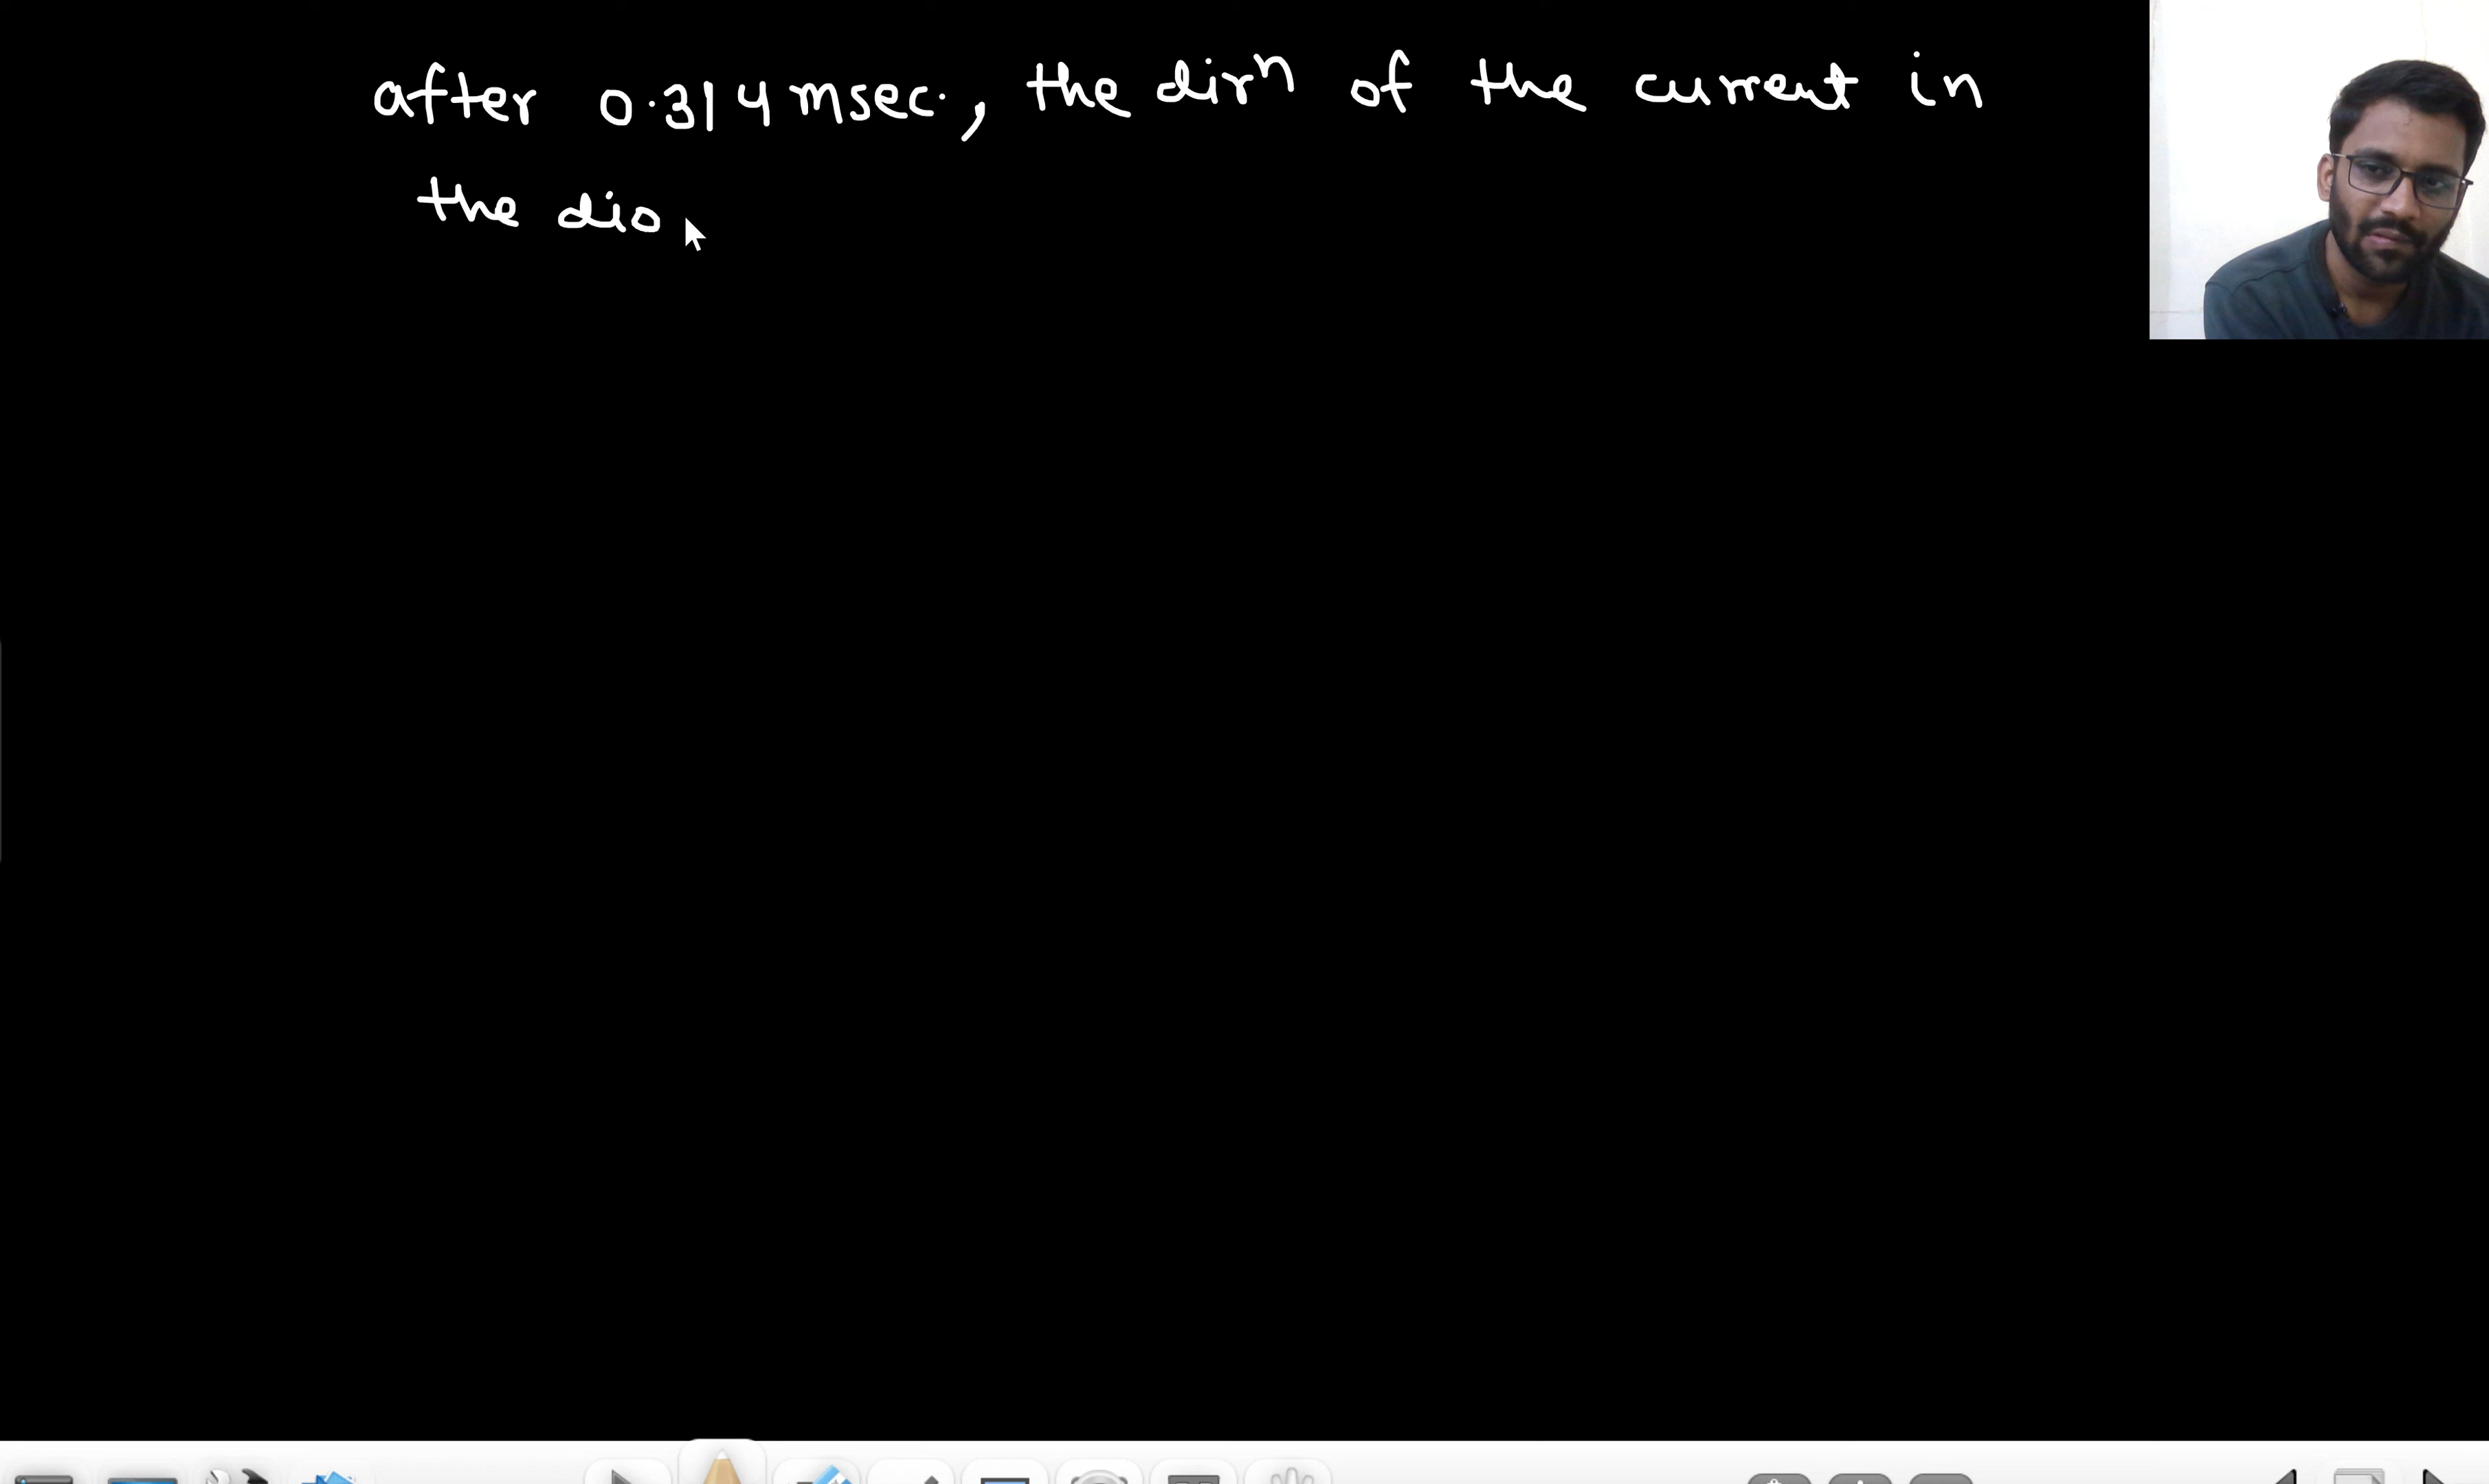 after 0.314 msec., the dirⁿ of the current in
the dio